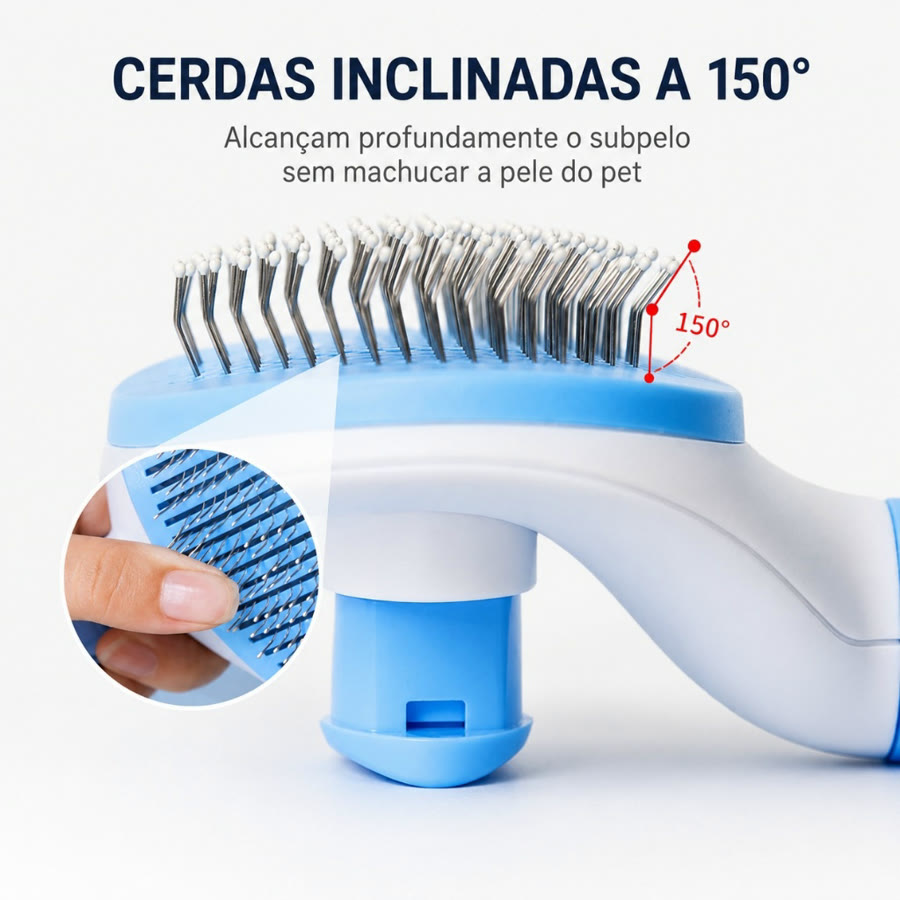 CERDAS INCLINADAS A 150°
Alcançam profundamente o subpelo
sem machucar a pele do pet
150°